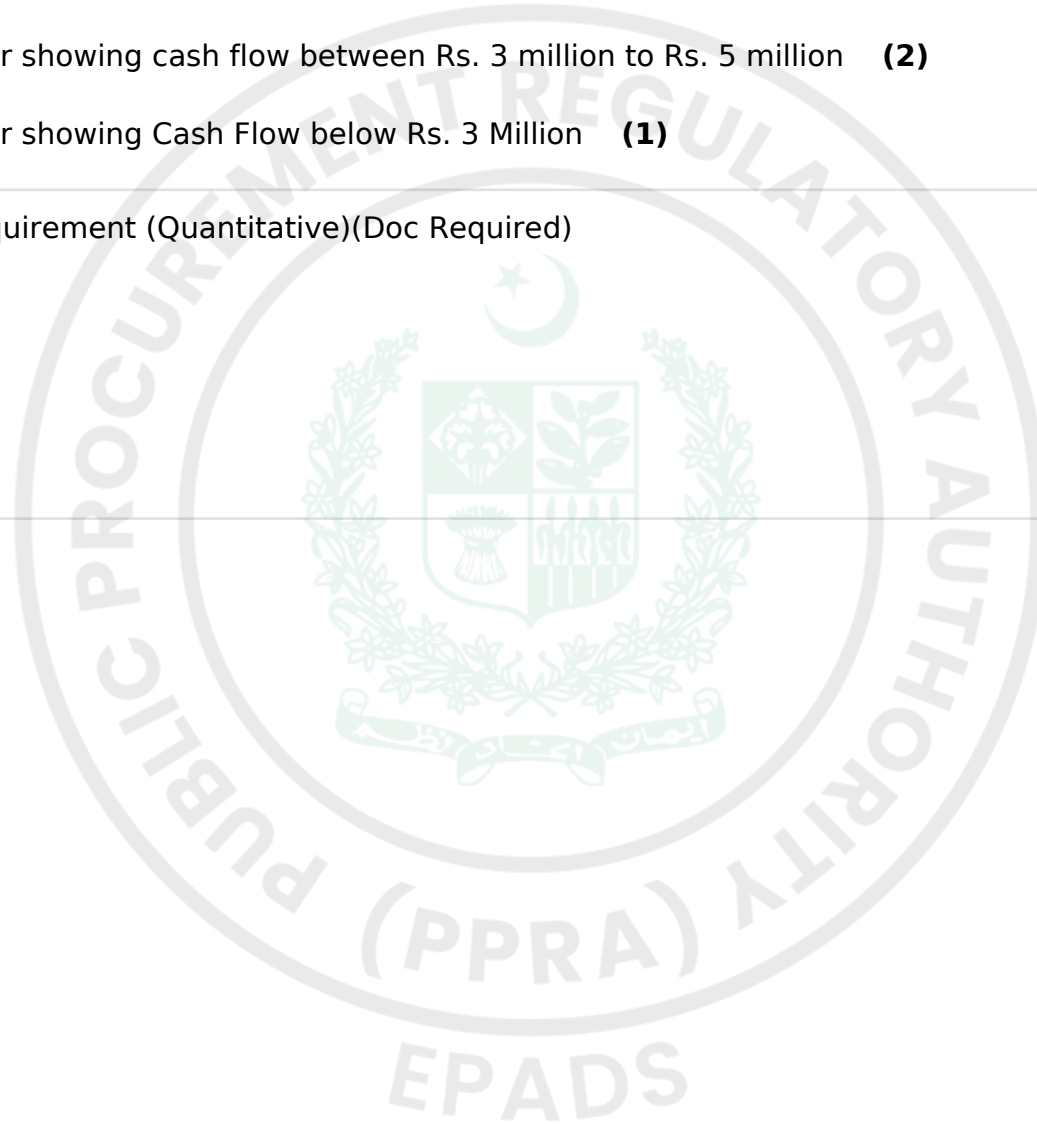 r showing cash flow between Rs. 3 million to Rs. 5 million (2)
r showing Cash Flow below Rs. 3 Million (1)
quirement (Quantitative)(Doc Required)
PUBLIC PROCUREMENT REGULATORY AUTHORITY
(PPRA)
EPADS